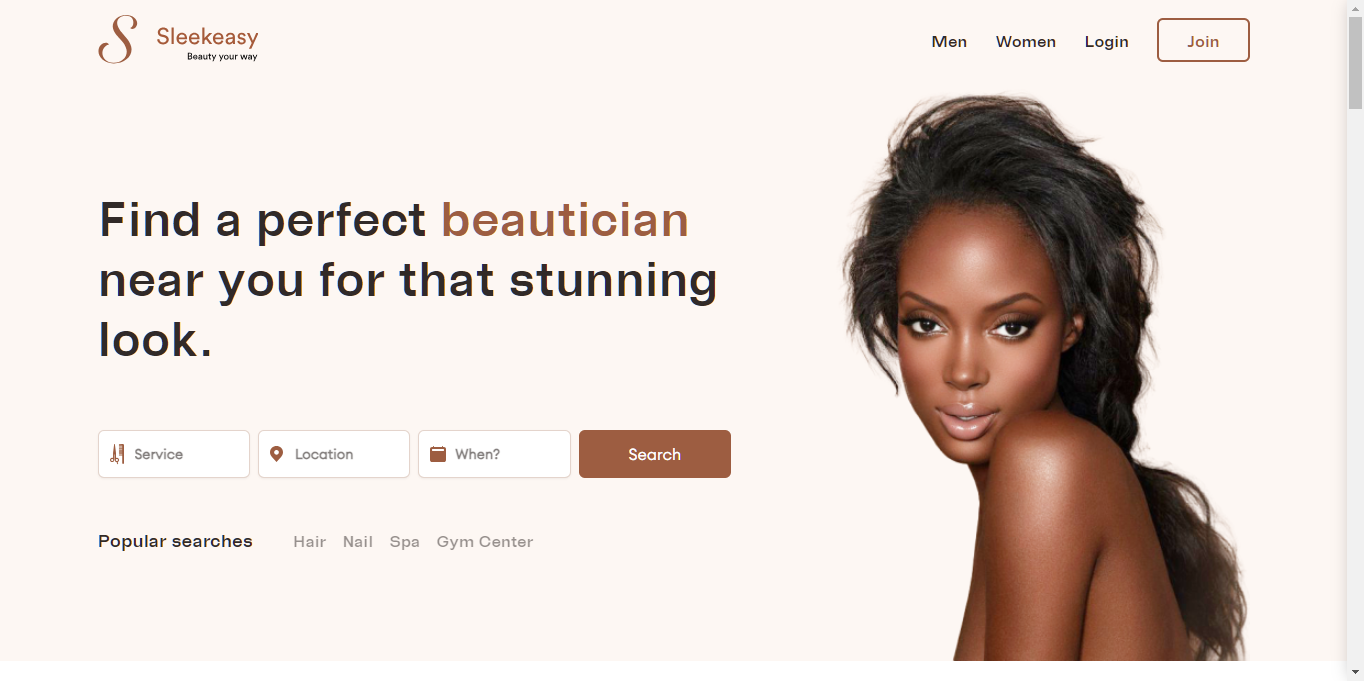 Sleekeasy
Beauty your way
Men Women Login Join
Find a perfect beautician
near you for that stunning
look.
Service Location When? Search
Popular searches Hair Nail Spa Gym Center